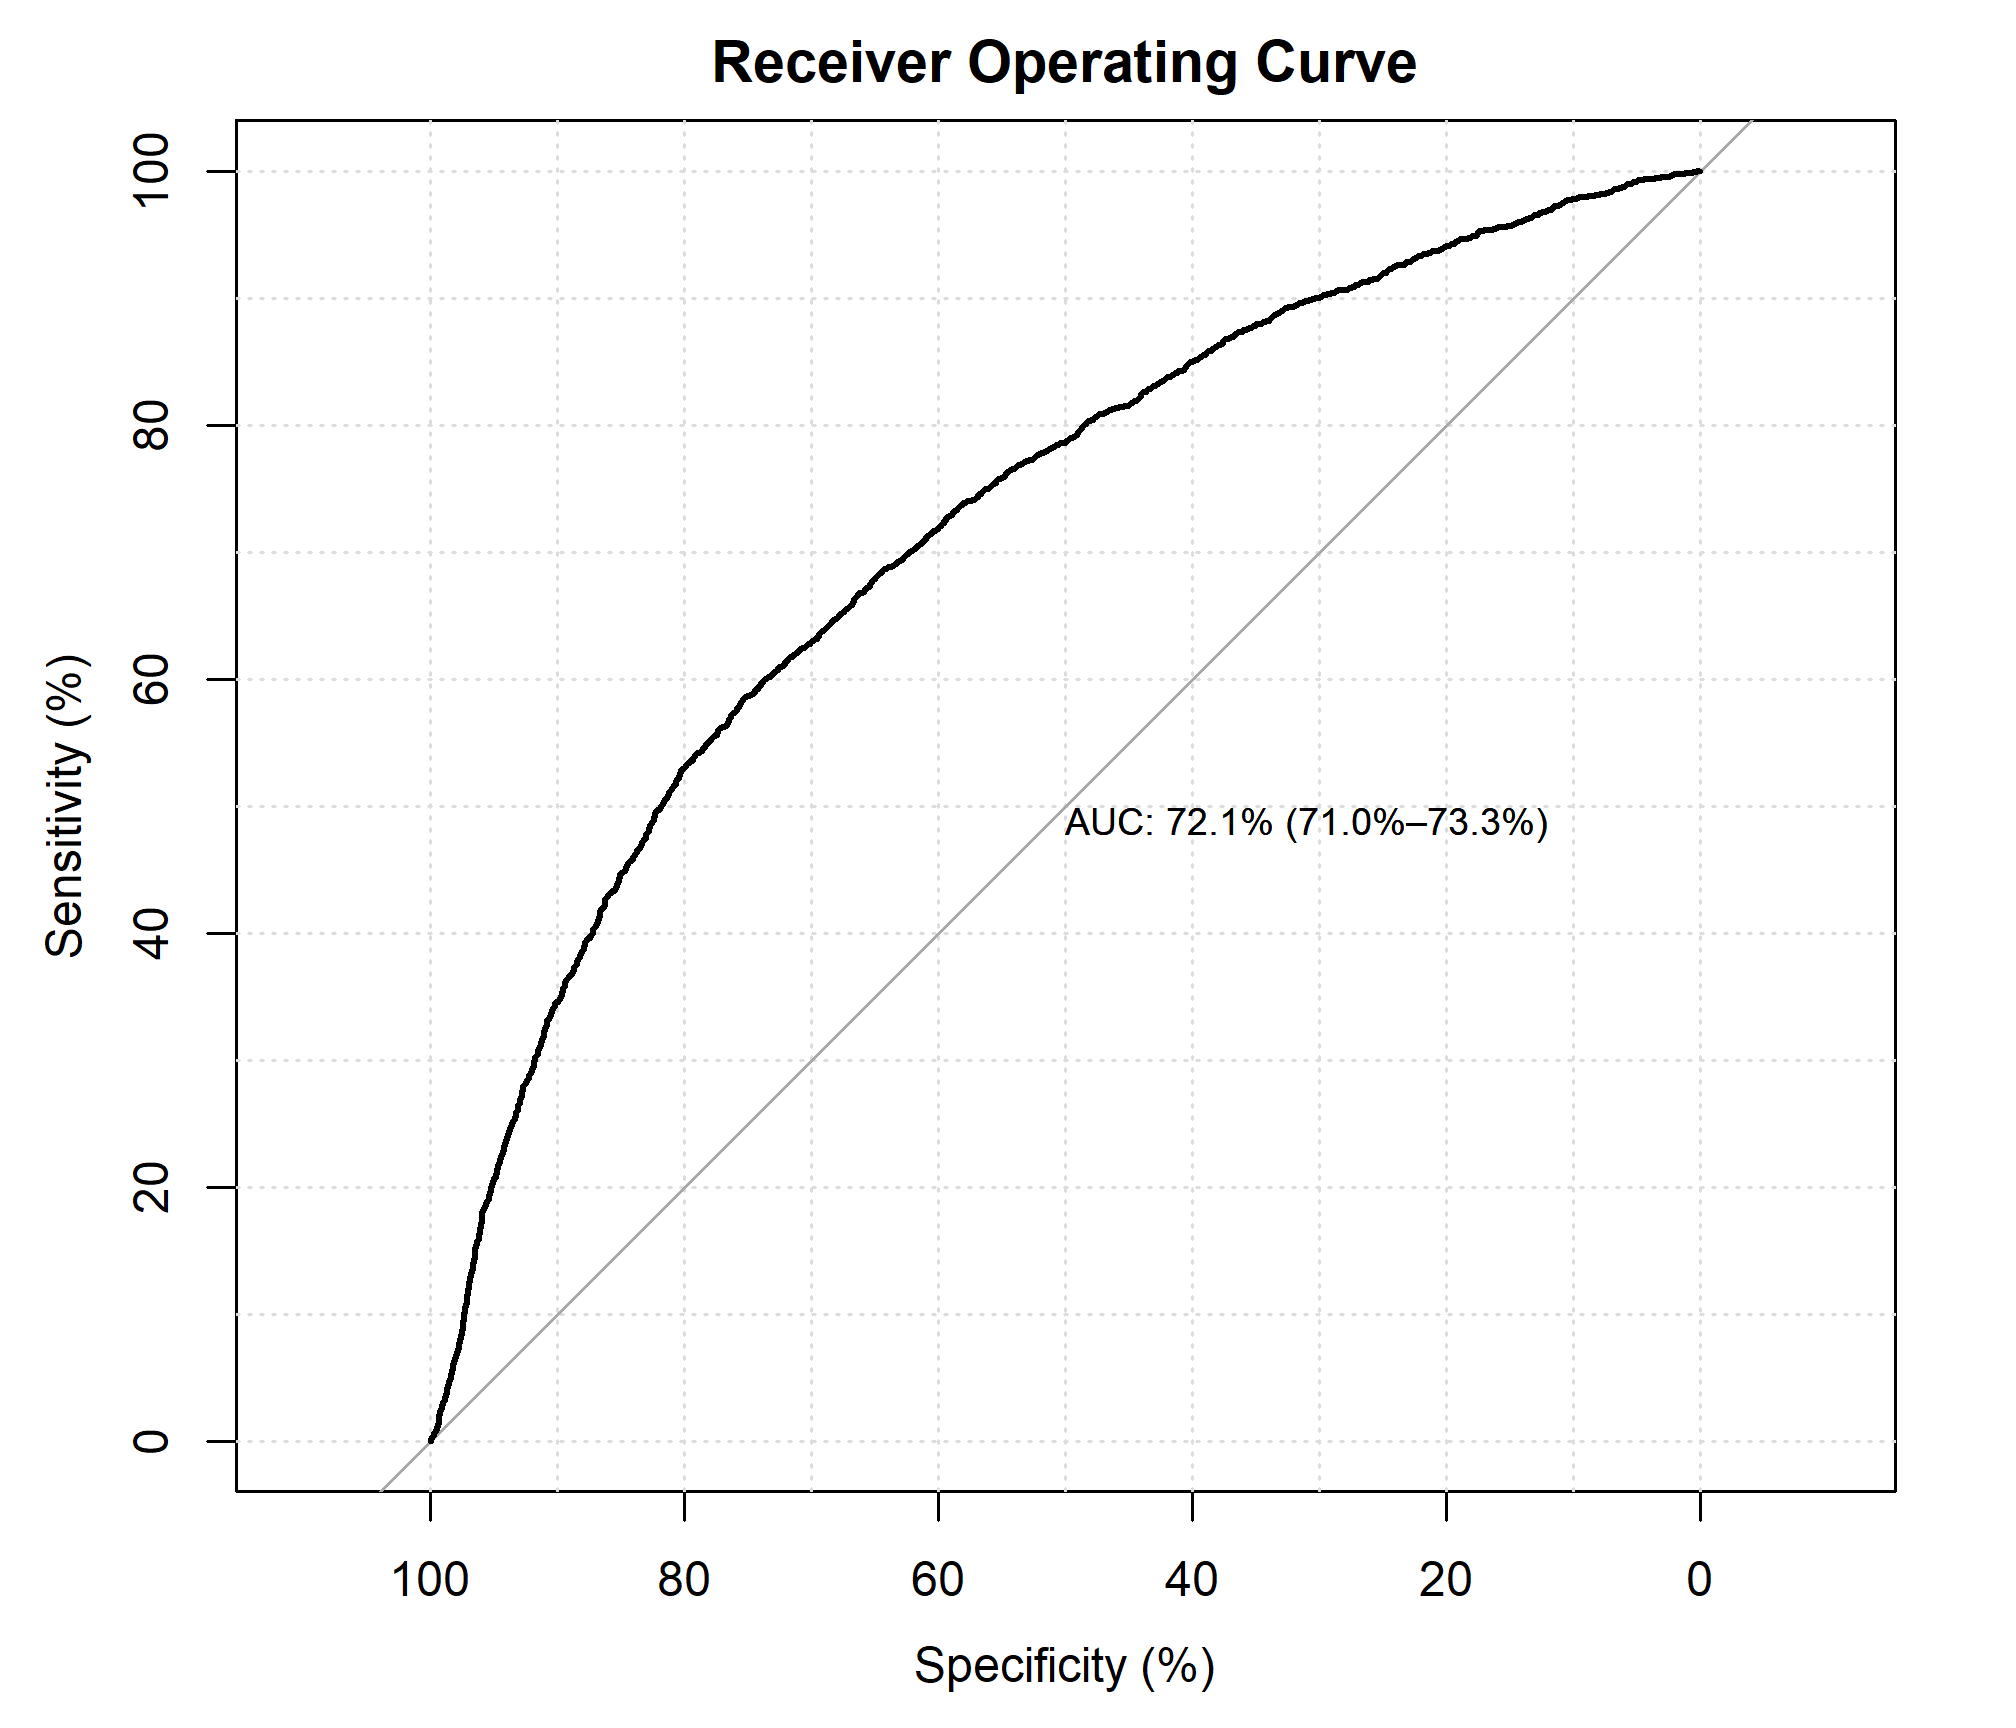 Receiver Operating Curve
100
80
60
40
20
0
Sensitivity (%)
AUC: 72.1% (71.0%–73.3%)
100 80 60 40 20 0
Specificity (%)